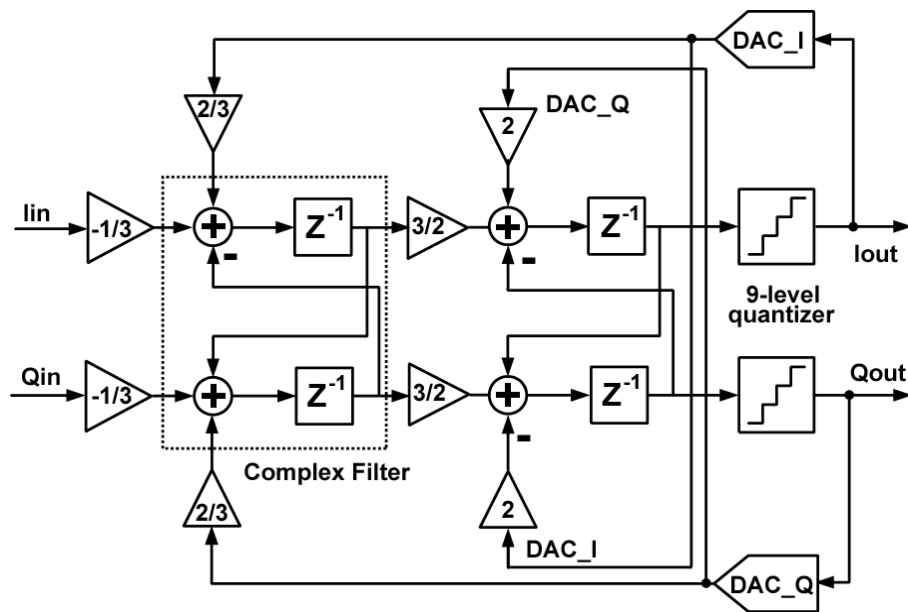 DAC_I
2/3
2
DAC_Q
Iin
-1/3
+
Z-1
3/2
+
Z-1
Iout
-
-
9-level
quantizer
Qin
-1/3
+
Z-1
3/2
+
Z-1
Qout
-
Complex Filter
2/3
2
DAC_I
DAC_Q